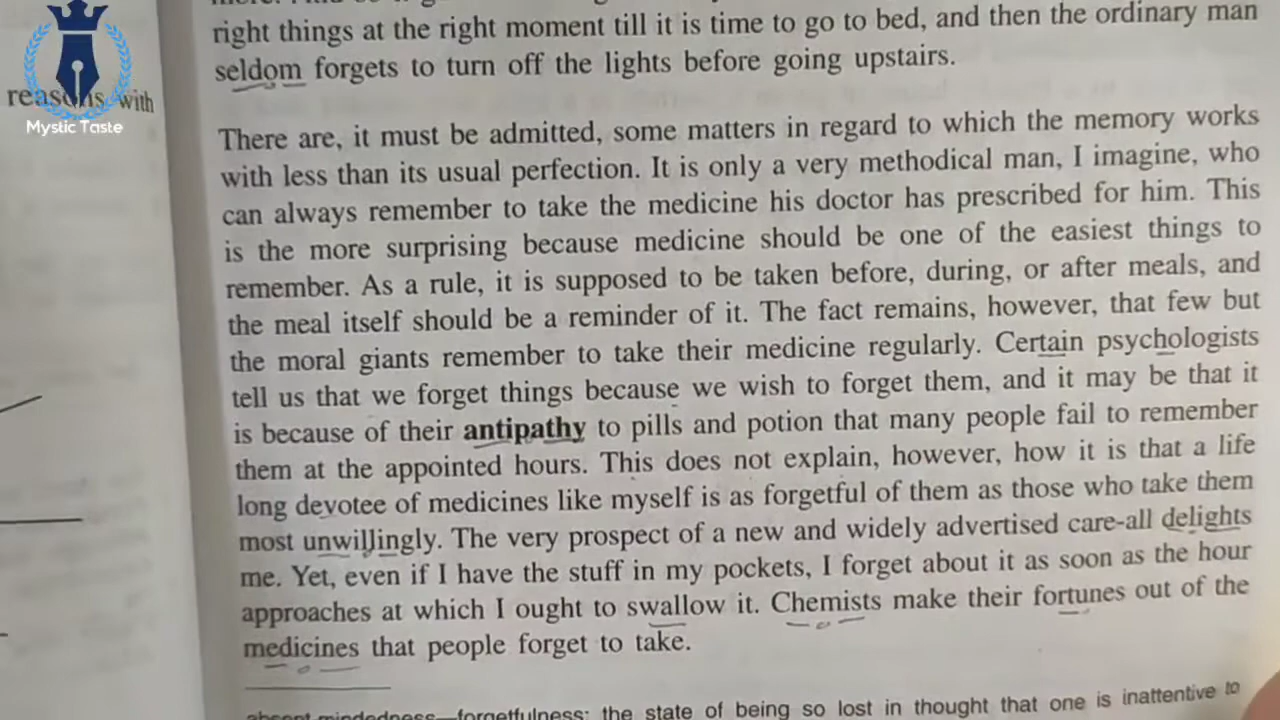 right things at the right moment till it is time to go to bed, and then the ordinary man
seldom forgets to turn off the lights before going upstairs.
reasons with
Mystic Taste
There are, it must be admitted, some matters in regard to which the memory works
with less than its usual perfection. It is only a very methodical man, I imagine, who
can always remember to take the medicine his doctor has prescribed for him. This
is the more surprising because medicine should be one of the easiest things to
remember. As a rule, it is supposed to be taken before, during, or after meals, and
the meal itself should be a reminder of it. The fact remains, however, that few but
the moral giants remember to take their medicine regularly. Certain psychologists
tell us that we forget things because we wish to forget them, and it may be that it
is because of their antipathy to pills and potion that many people fail to remember
them at the appointed hours. This does not explain, however, how it is that a life
long devotee of medicines like myself is as forgetful of them as those who take them
most unwillingly. The very prospect of a new and widely advertised care-all delights
me. Yet, even if I have the stuff in my pockets, I forget about it as soon as the hour
approaches at which I ought to swallow it. Chemists make their fortunes out of the
medicines that people forget to take.
absent mindedness—forgetfulness; the state of being so lost in thought that one is inattentive to